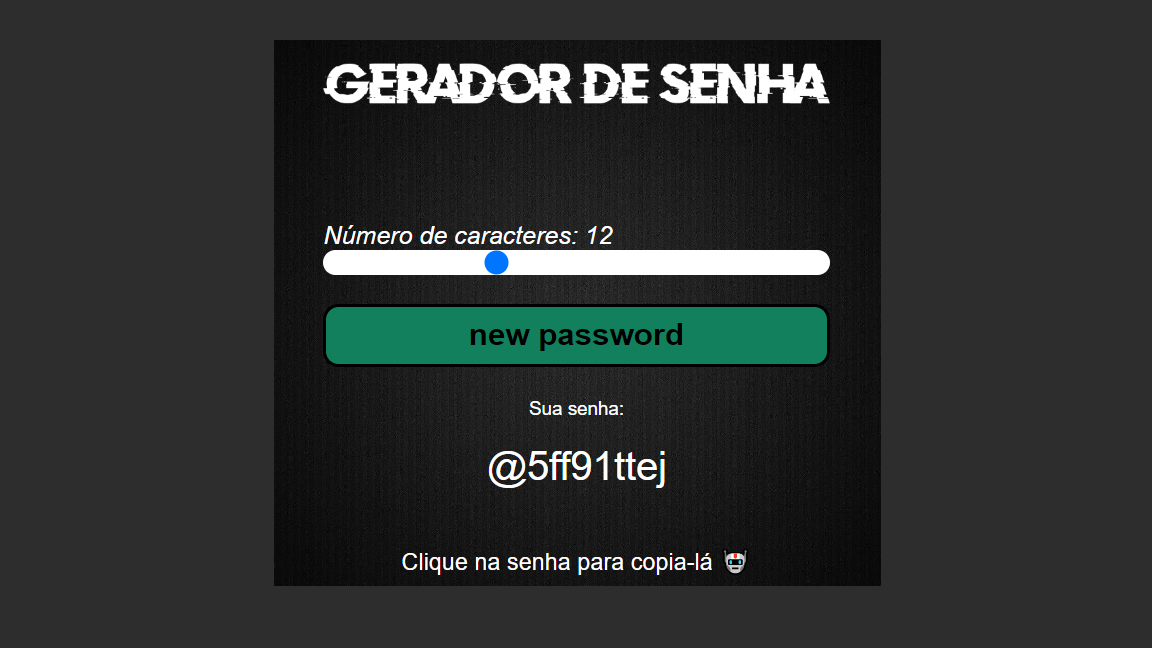 GERADOR DE SENHA
Número de caracteres: 12
new password
Sua senha:
@5ff91ttej
Clique na senha para copia-lá